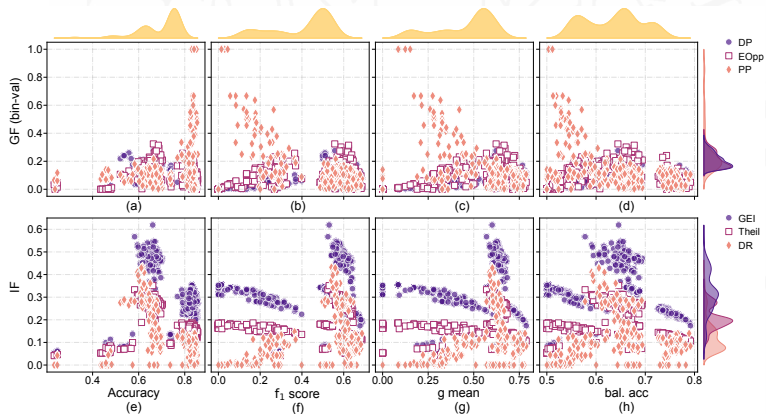 GF (bin-val)
1.0
0.8
0.6
0.4
0.2
0.0
(a)
(b)
(c)
(d)
DP
EOpp
PP
IF
0.6
0.5
0.4
0.3
0.2
0.1
0.0
0.4 0.6 0.8
0.0 0.2 0.4 0.6
0.00 0.25 0.50 0.75
0.5 0.6 0.7 0.8
Accuracy
f1 score
g mean
bal. acc
(e)
(f)
(g)
(h)
GEI
Theil
DR